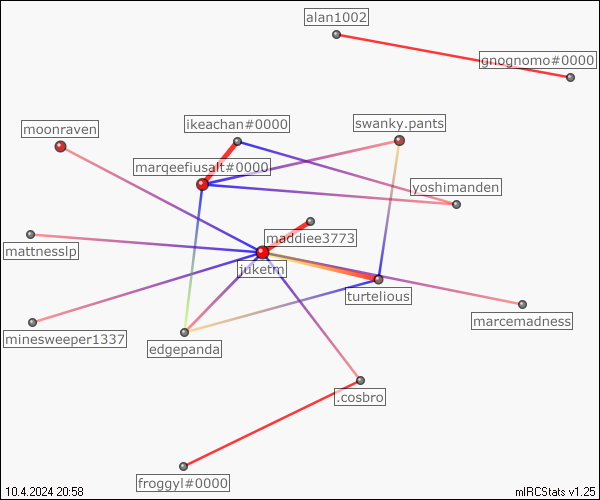 alan1002
gnognomo#0000
ikeachan#0000
swanky.pants
moonraven
marqeefiusalt#0000
yoshimanden
maddiee3773
mattnesslp
juketm
turtelious
marcemadness
minesweeper1337
edgepanda
.cosbro
froggyl#0000
10.4.2024 20:58
mIRCStats v1.25